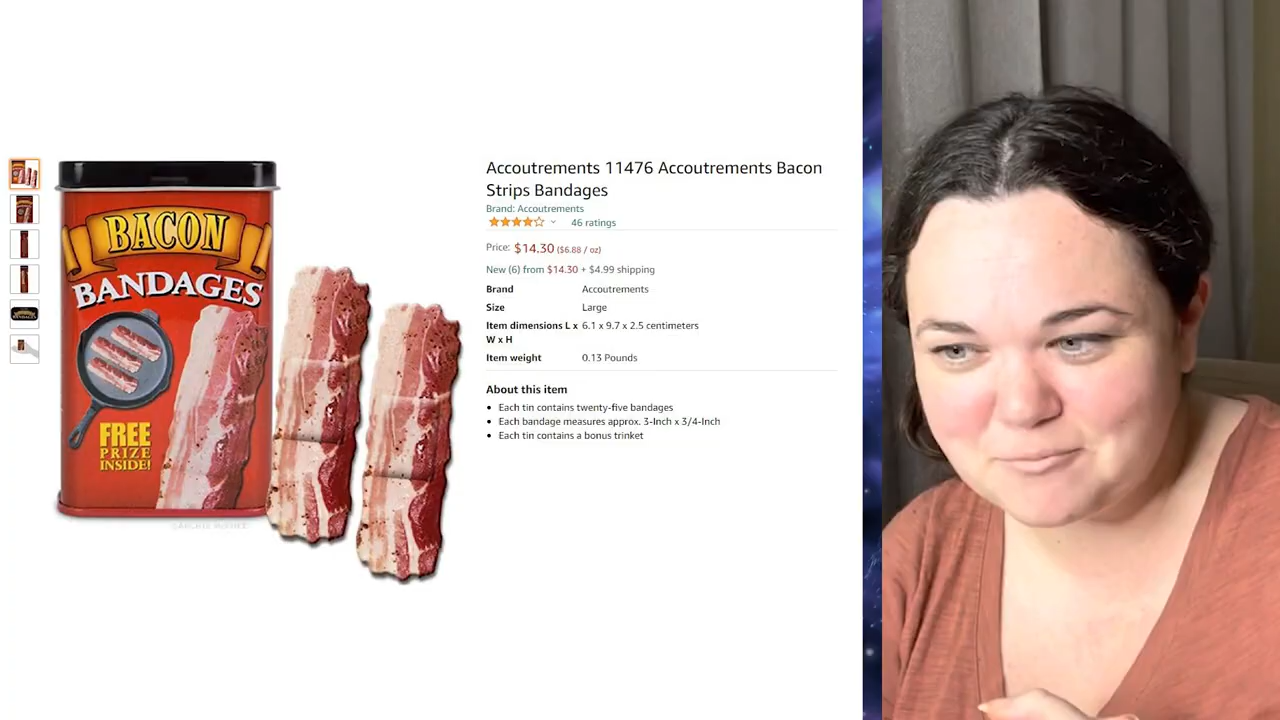 BACON
BANDAGES
FREE
PRIZE
INSIDE!
Accoutrements 11476 Accoutrements Bacon
Strips Bandages
Brand: Accoutrements
46 ratings
Price: $14.30 ($6.88 / oz)
New (6) from $14.30 + $4.99 shipping
Brand Accoutrements
Size Large
Item dimensions L x 6.1 x 9.7 x 2.5 centimeters
W x H
Item weight 0.13 Pounds
About this item
Each tin contains twenty-five bandages
Each bandage measures approx. 3-Inch x 3/4-Inch
Each tin contains a bonus trinket